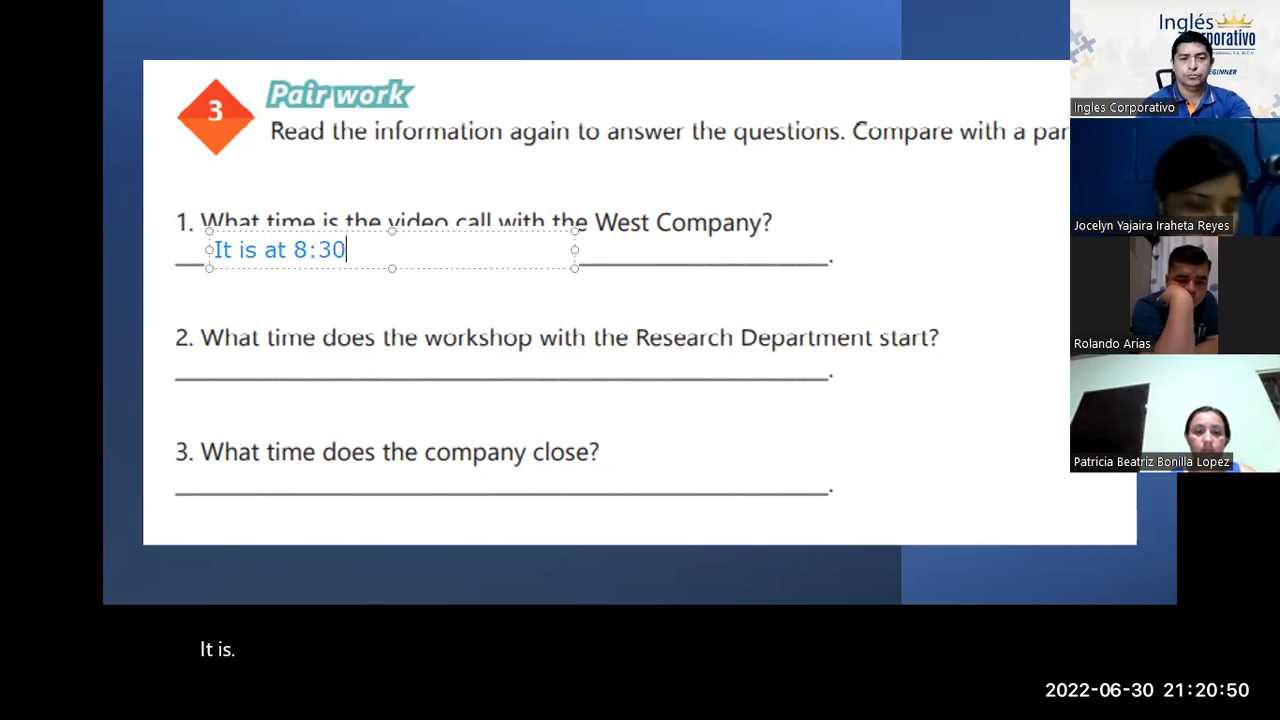 3
Pair work
Read the information again to answer the questions. Compare with a par
1. What time is the video call with the West Company?
It is at 8:30
2. What time does the workshop with the Research Department start?
3. What time does the company close?
It is.
2022-06-30 21:20:50
Inglés
Corporativo
Ingles Corporativo
Jocelyn Yajaira Iraheta Reyes
Rolando Arias
Patricia Beatriz Bonilla Lopez